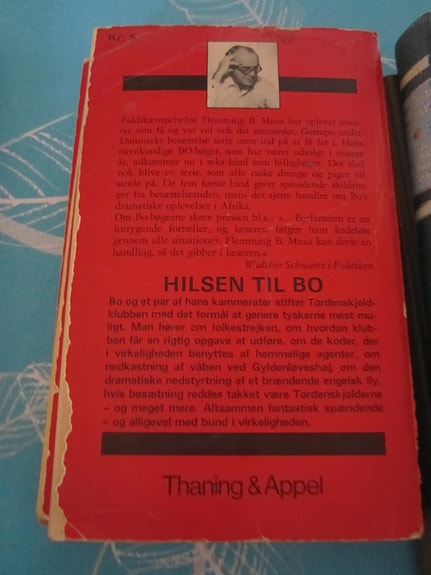 Kr. 5.
Faldskærmschefen Flemming B. Muus har oplevet even-
tyr som få og var vel nok det menneske, Gestapo under
Danmarks besættelse satte mest ind på at få fat i. Hans
navnkundige BO-bøger, som har været udsolgt i mange
år, udkommer nu i seks bind som billigbøger. Det skal
nok blive en serie, som alle raske drenge og piger vil
samle på. De fem første bind giver spændende skildrin-
ger fra besættelsestiden, mens det sjette handler om Bo's
dramatiske oplevelser i Afrika.
Om Bo-bøgerne skrev pressen bla.: »... Forfatteren er en
forrygende fortæller, og læseren følger ham åndeløst
gennem alle situationer. Flemming B. Muus kan dreje en
handling, så det gibber i læseren.«
Walther Schwartz i Politiken
HILSEN TIL BO
Bo og et par af hans kammerater stifter Tordenskjold-
klubben med det formål at genere tyskerne mest mu-
ligt. Man hører om folkestrejken, om hvordan klub-
ben får en rigtig opgave at udføre, om de koder, der
i virkeligheden benyttes af hemmelige agenter, om
nedkastning af våben ved Gyldenløveshøj, om den
dramatiske nedstyrtning af et brændende engelsk fly,
hvis besætning reddes takket være Tordenskjolderne
– og meget mere. Altsammen fantastisk spændende
– og alligevel med bund i virkeligheden.
Thaning & Appel